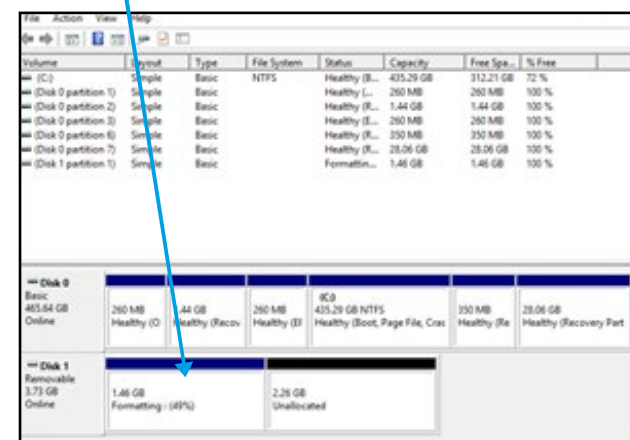 File Action View Help
Volume Layout Type File System Status Capacity Free Spa... % Free
(C:) Simple Basic NTFS Healthy (B... 435.29 GB 312.21 GB 72 %
(Disk 0 partition 1) Simple Basic Healthy (... 260 MB 260 MB 100 %
(Disk 0 partition 2) Simple Basic Healthy (R... 1.44 GB 1.44 GB 100 %
(Disk 0 partition 3) Simple Basic Healthy (E... 260 MB 260 MB 100 %
(Disk 0 partition 6) Simple Basic Healthy (R... 350 MB 350 MB 100 %
(Disk 0 partition 7) Simple Basic Healthy (R... 28.06 GB 28.06 GB 100 %
(Disk 1 partition 1) Simple Basic Formattin... 1.46 GB 1.46 GB 100 %
Disk 0
Basic
465.64 GB
Online
260 MB
Healthy (O
1.44 GB
Healthy (Recov
260 MB
Healthy (EI
(C:)
435.29 GB NTFS
Healthy (Boot, Page File, Cras
350 MB
Healthy (Re
28.06 GB
Healthy (Recovery Part
Disk 1
Removable
3.73 GB
Online
1.46 GB
Formatting : (49%)
2.26 GB
Unallocated